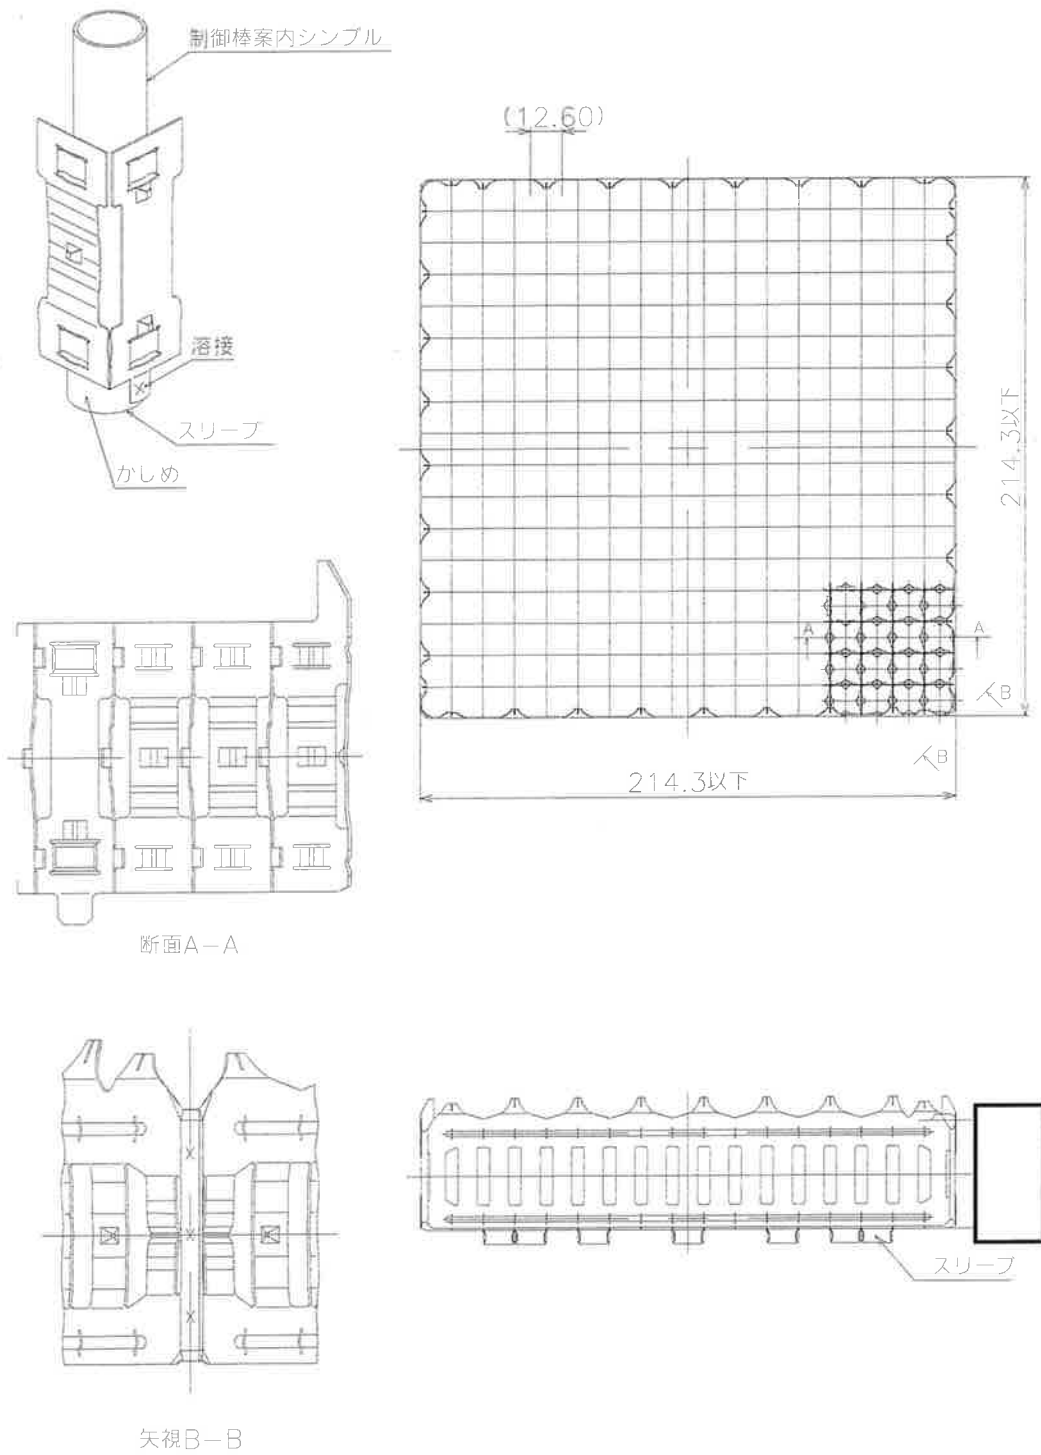 制御棒案内シンブル
(12.60)
溶接
スリーブ
かしめ
214.3以下
A
A
B
B
214.3以下
断面A－A
スリーブ
矢視B－B